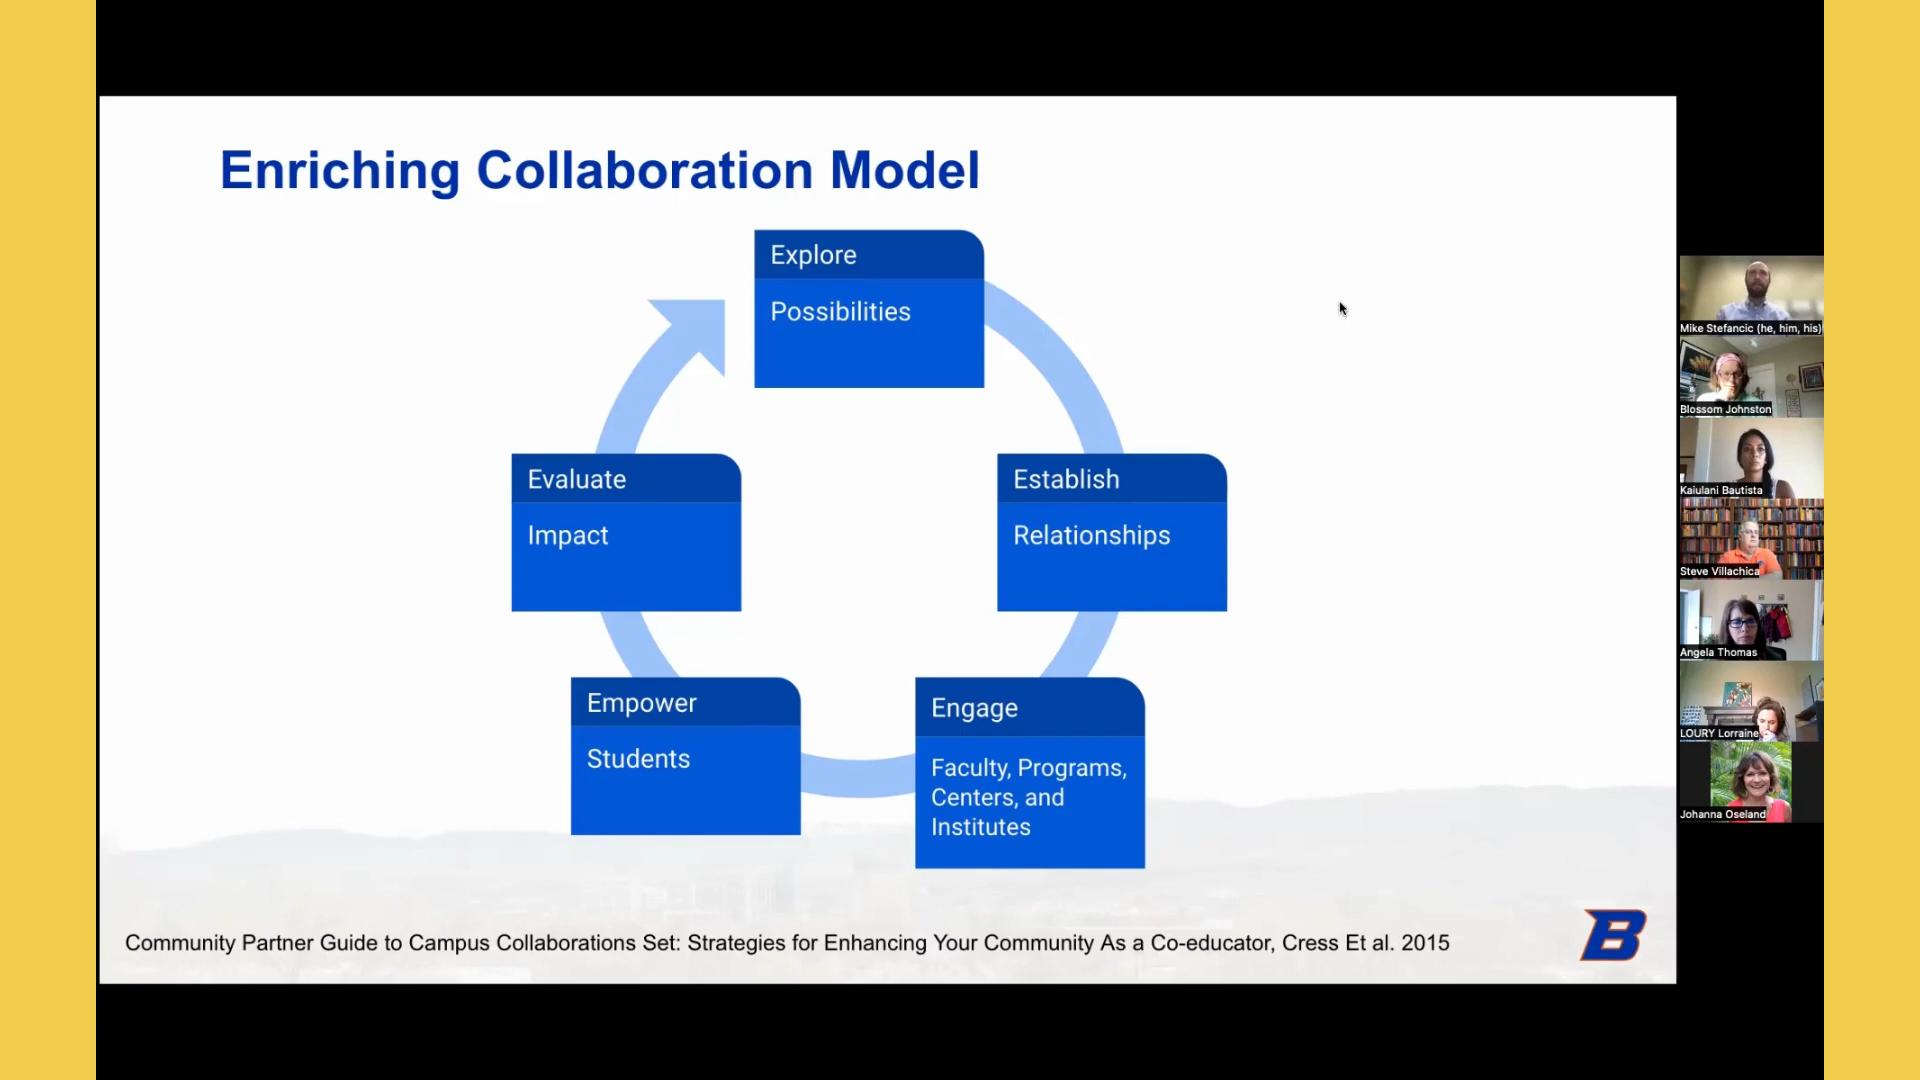 Enriching Collaboration Model
Explore
Possibilities
Establish
Relationships
Engage
Faculty, Programs,
Centers, and
Institutes
Empower
Students
Evaluate
Impact
Community Partner Guide to Campus Collaborations Set: Strategies for Enhancing Your Community As a Co-educator, Cress Et al. 2015
B
Mike Stefancic (he, him, his)
Blossom Johnston
Kaiulani Bautista
Steve Villachica
Angela Thomas
LOURY Lorraine
Johanna Oseland